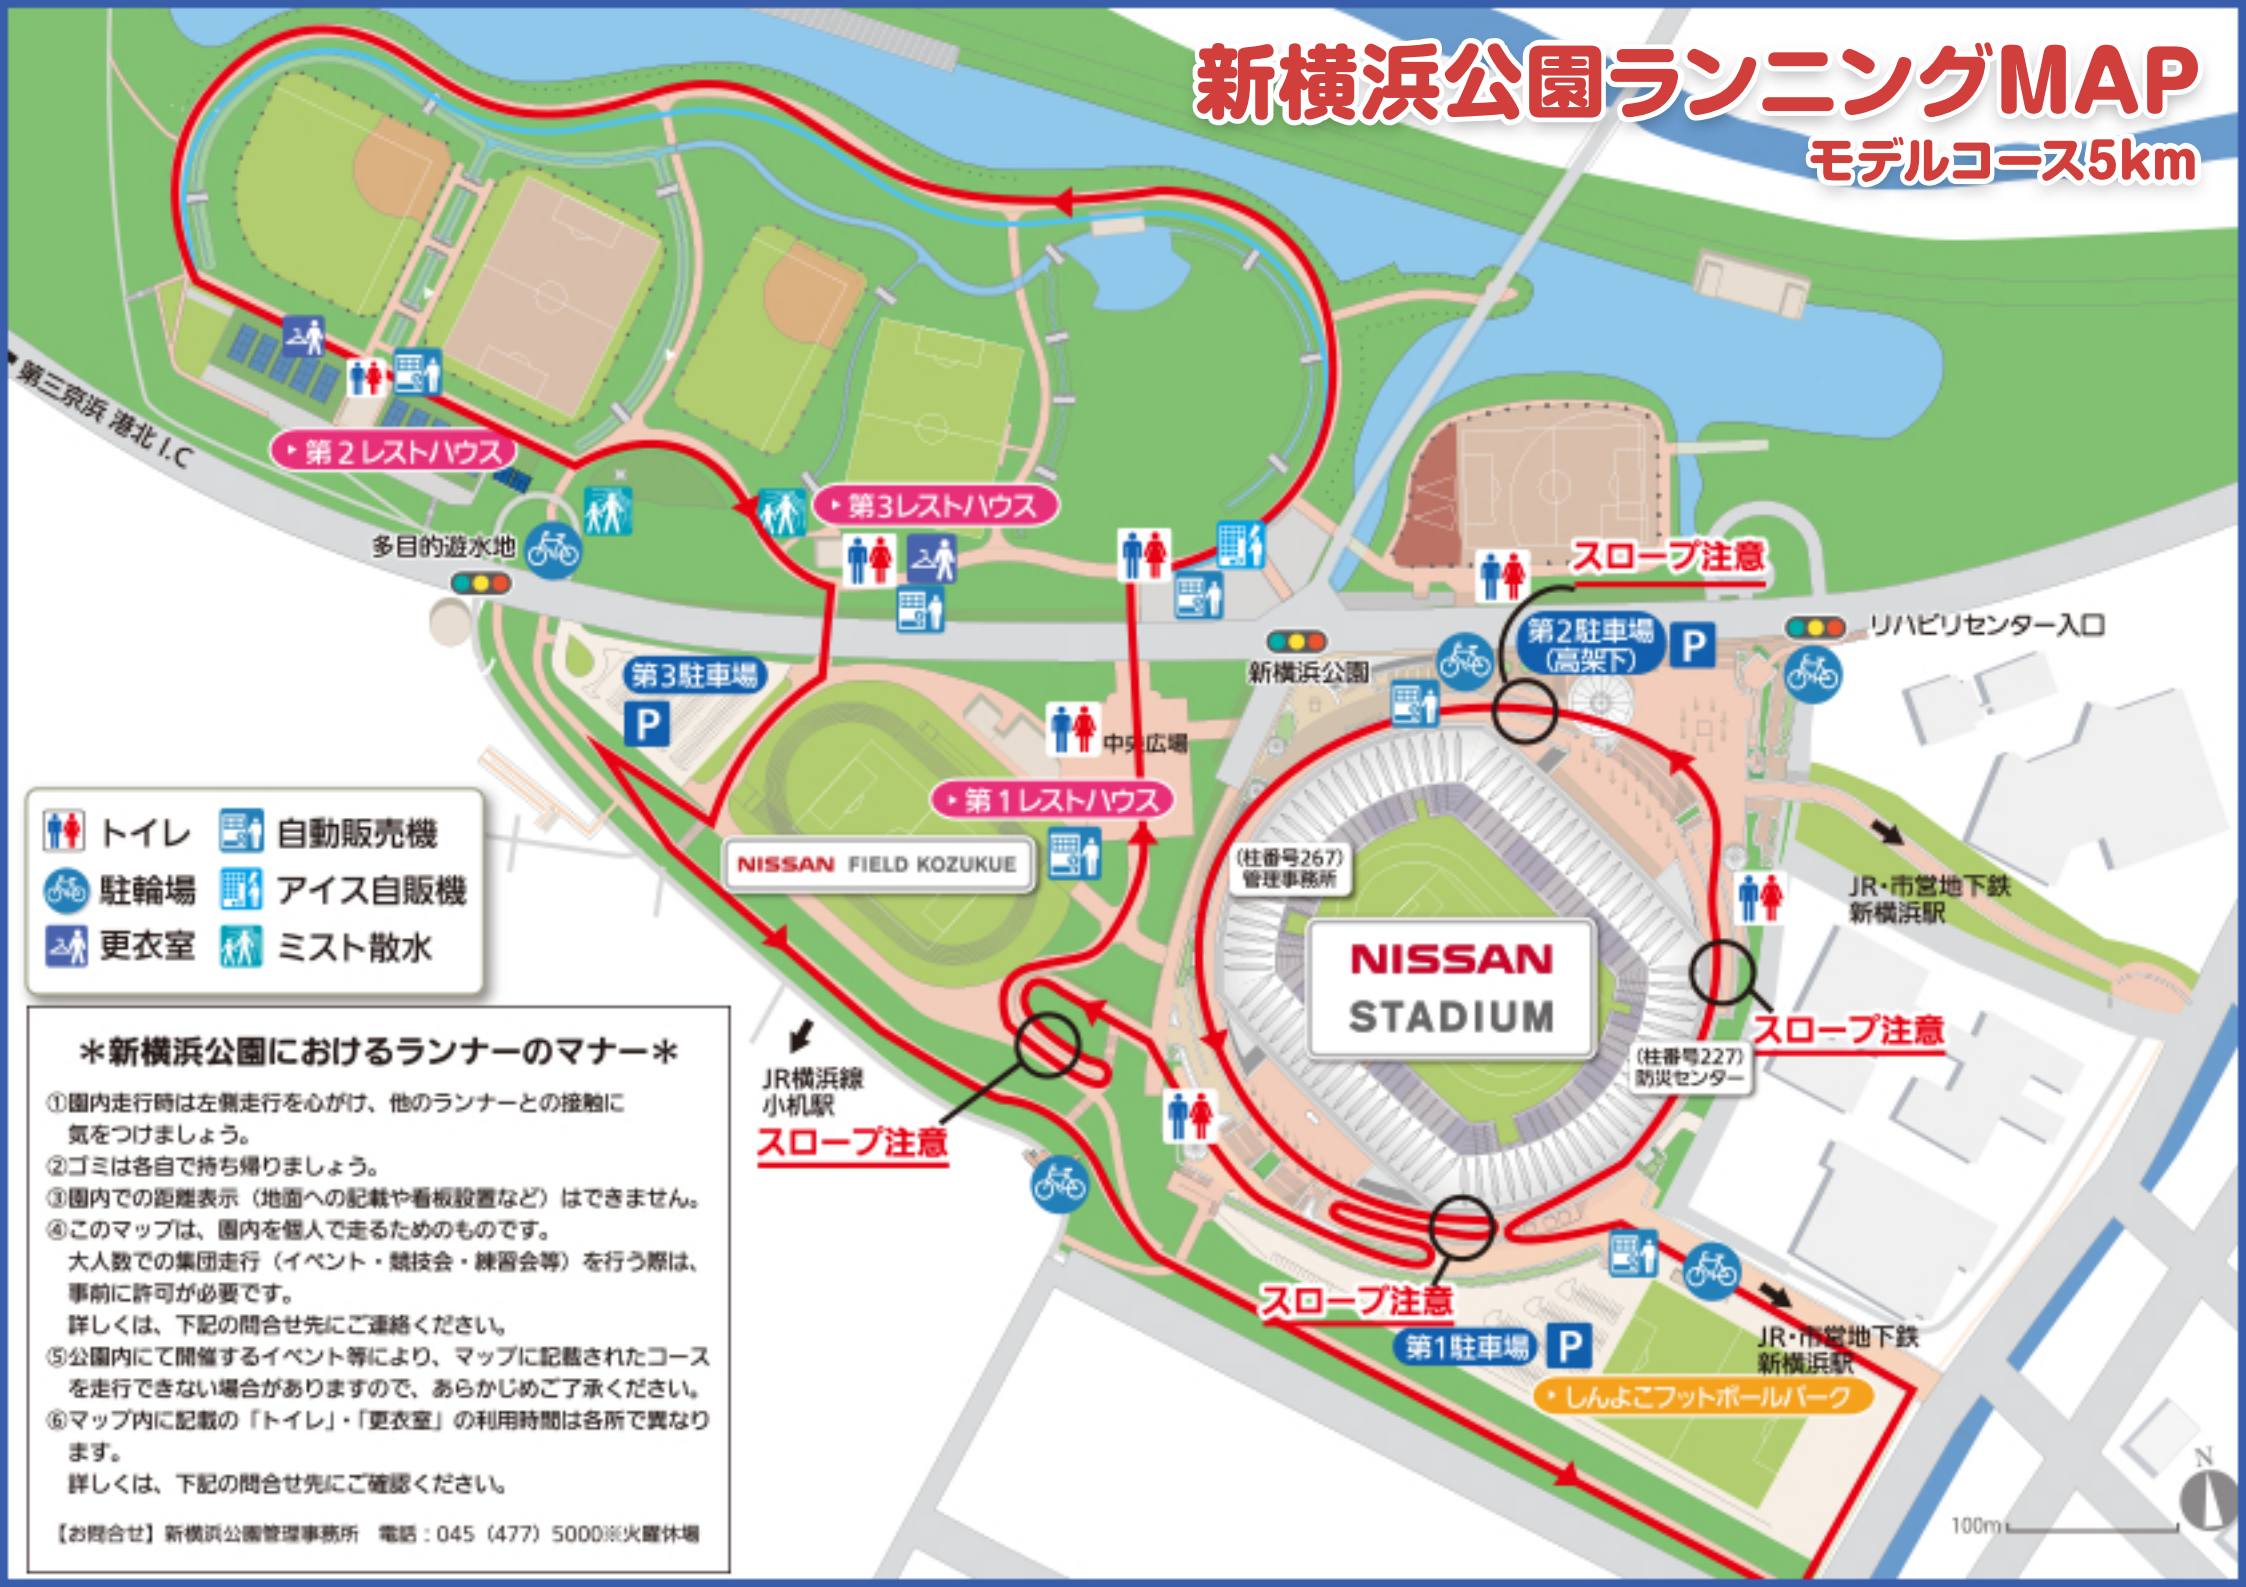 新横浜公園ランニングMAP
モデルコース5km
第三京浜 港北 I.C
第2レストハウス
第3レストハウス
多目的遊水地
スロープ注意
第2駐車場
(高架下)
P
リハビリセンター入口
新横浜公園
第3駐車場
P
中央広場
第1レストハウス
NISSAN FIELD KOZUKUE
(柱番号267)
管理事務所
JR・市営地下鉄
新横浜駅
NISSAN
STADIUM
スロープ注意
(柱番号227)
防災センター
トイレ
自動販売機
駐輪場
アイス自販機
更衣室
ミスト散水
JR横浜線
小机駅
スロープ注意
スロープ注意
第1駐車場
P
JR・市営地下鉄
新横浜駅
しんよこフットボールパーク
N
100m
＊新横浜公園におけるランナーのマナー＊
①園内走行時は左側走行を心がけ、他のランナーとの接触に
気をつけましょう。
②ゴミは各自で持ち帰りましょう。
③園内での距離表示（地面への記載や看板設置など）はできません。
④このマップは、園内を個人で走るためのものです。
大人数での集団走行（イベント・競技会・練習会等）を行う際は、
事前に許可が必要です。
詳しくは、下記の問合せ先にご連絡ください。
⑤公園内にて開催するイベント等により、マップに記載されたコース
を走行できない場合がありますので、あらかじめご了承ください。
⑥マップ内に記載の「トイレ」・「更衣室」の利用時間は各所で異なり
ます。
詳しくは、下記の問合せ先にご確認ください。
【お問合せ】新横浜公園管理事務所　電話：045（477）5000※火曜休場